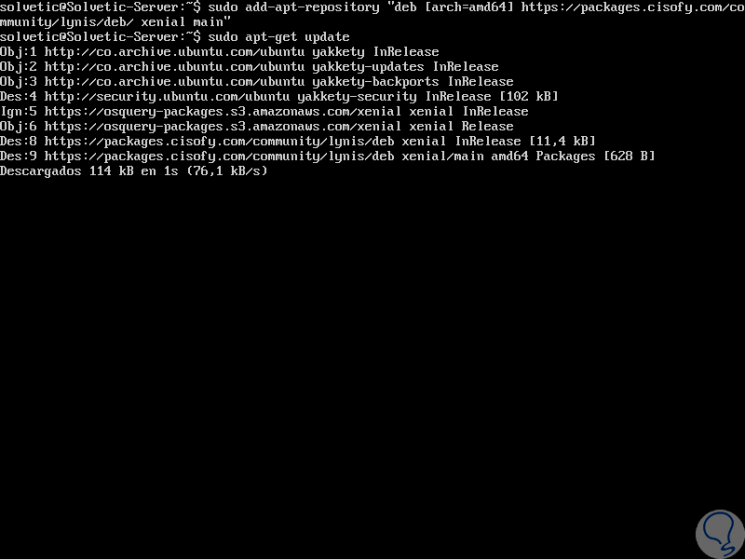 solvetic@Solvetic-Server:~$ sudo add-apt-repository "deb [arch=amd64] https://packages.cisofy.com/co
mmunity/lynis/deb/ xenial main"
solvetic@Solvetic-Server:~$ sudo apt-get update
Obj:1 http://co.archive.ubuntu.com/ubuntu yakkety InRelease
Obj:2 http://co.archive.ubuntu.com/ubuntu yakkety-updates InRelease
Obj:3 http://co.archive.ubuntu.com/ubuntu yakkety-backports InRelease
Des:4 http://security.ubuntu.com/ubuntu yakkety-security InRelease [102 kB]
Ign:5 https://osquery-packages.s3.amazonaws.com/xenial xenial InRelease
Obj:6 https://osquery-packages.s3.amazonaws.com/xenial xenial Release
Des:8 https://packages.cisofy.com/community/lynis/deb xenial InRelease [11,4 kB]
Des:9 https://packages.cisofy.com/community/lynis/deb xenial/main amd64 Packages [628 B]
Descargados 114 kB en 1s (76,1 kB/s)